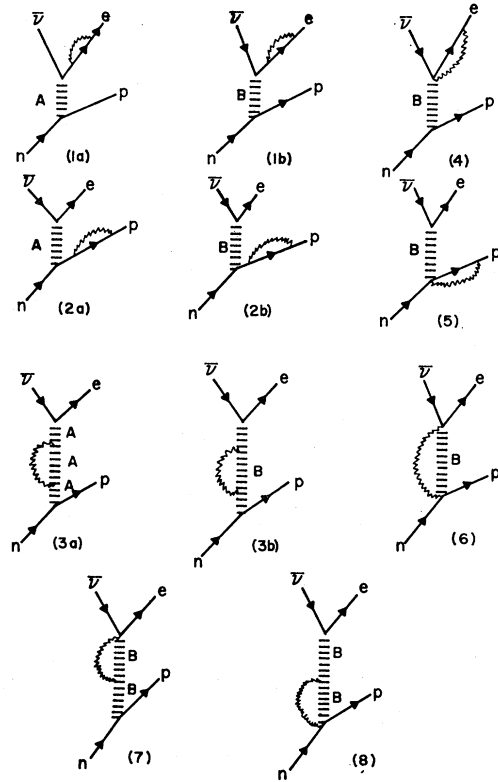 ν̄ e ν̄ e ν̄ e
A B B
p p p
n (1a) n (1b) n (4)
ν̄ e ν̄ e ν̄ e
A B B
p p p
n (2a) n (2b) n (5)
ν̄ e ν̄ e ν̄ e
A
A B B
A p p p
n (3a) n (3b) n (6)
ν̄ e ν̄ e
B B
B p B p
n (7) n (8)